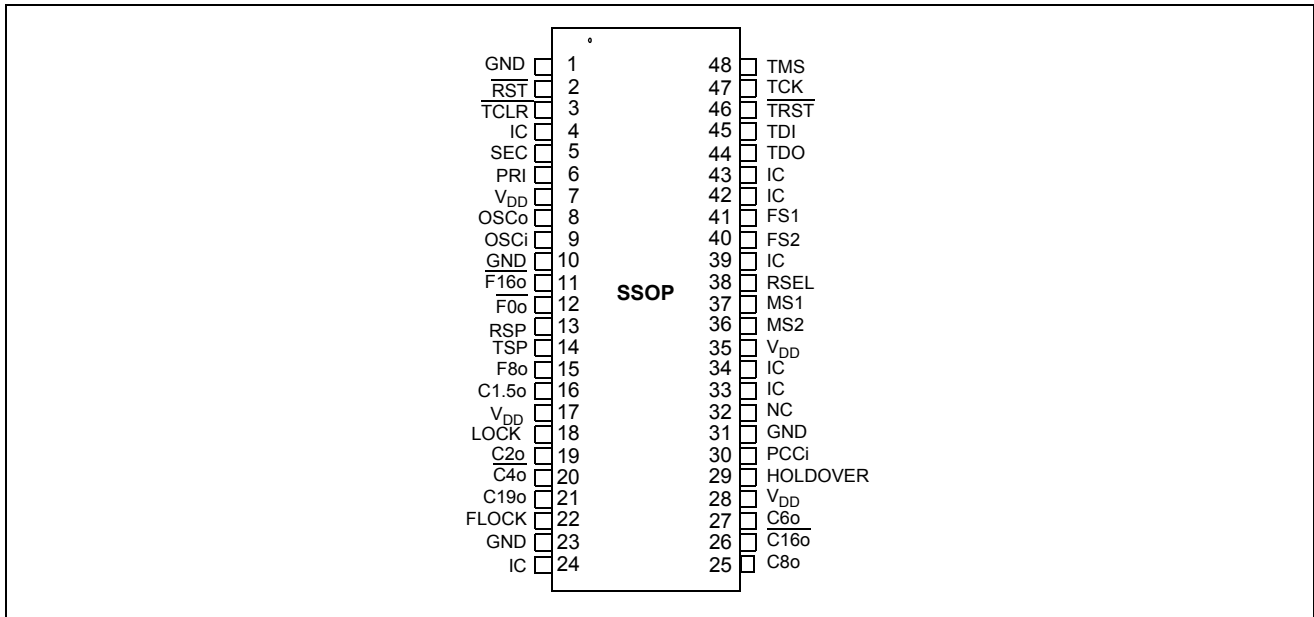 GND 1 48 TMS
RST 2 47 TCK
TCLR 3 46 TRST
IC 4 45 TDI
SEC 5 44 TDO
PRI 6 43 IC
VDD 7 42 IC
OSCo 8 41 FS1
OSCi 9 40 FS2
GND 10 39 IC
F16o 11 38 RSEL
SSOP
F0o 12 37 MS1
RSP 13 36 MS2
TSP 14 35 VDD
F8o 15 34 IC
C1.5o 16 33 IC
VDD 17 32 NC
LOCK 18 31 GND
C2o 19 30 PCCi
C4o 20 29 HOLDOVER
C19o 21 28 VDD
FLOCK 22 27 C6o
GND 23 26 C16o
IC 24 25 C8o